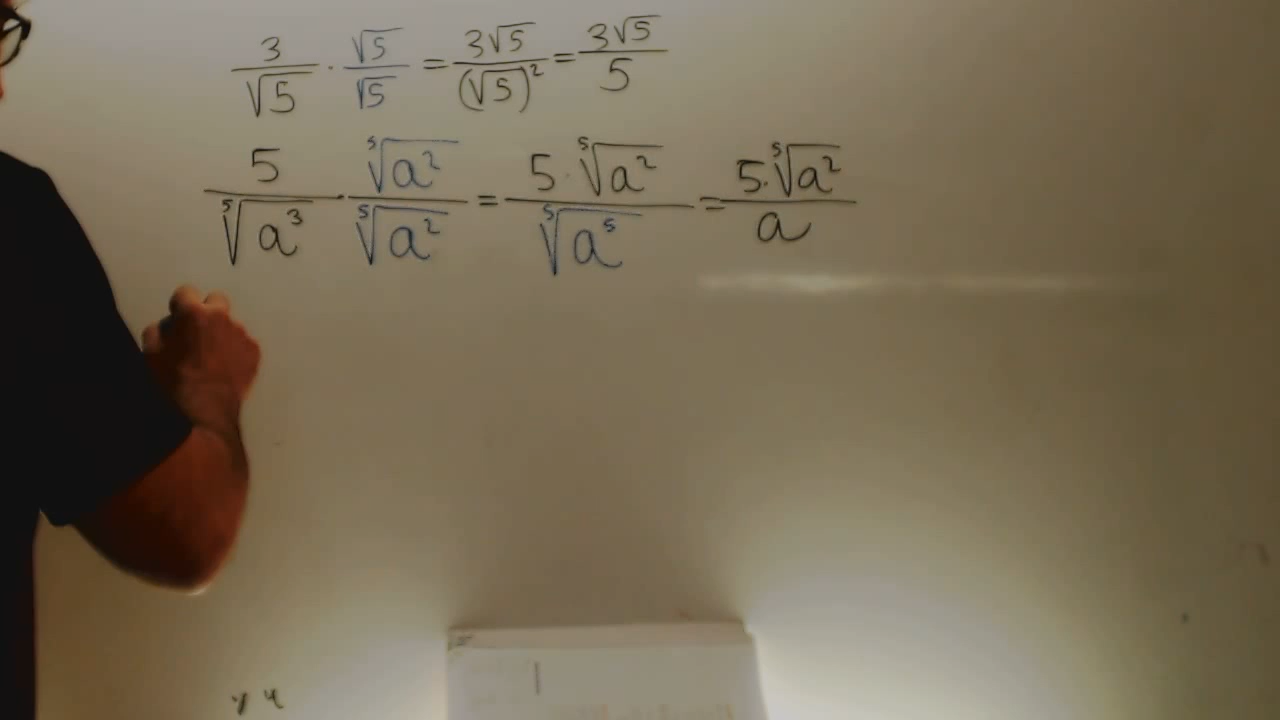 3/√5 · √5/√5 = 3√5/(√5)² = 3√5/5
5/⁵√a³ · ⁵√a²/⁵√a² = 5·⁵√a²/⁵√a⁵ = 5·⁵√a²/a